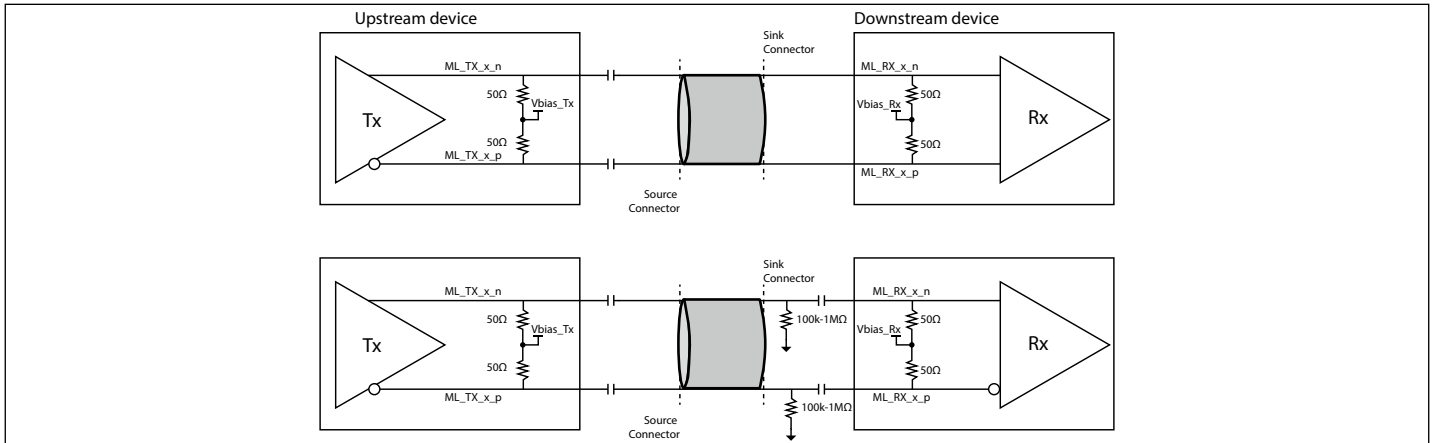 Upstream device
Downstream device
Sink
Connector
ML_TX_x_n
ML_RX_x_n
50Ω
Vbias_Tx
Vbias_Rx
50Ω
Tx
Rx
50Ω
50Ω
ML_TX_x_p
ML_RX_x_p
Source
Connector
Sink
Connector
ML_TX_x_n
ML_RX_x_n
50Ω
Vbias_Tx
100k-1MΩ
Vbias_Rx
50Ω
Tx
Rx
50Ω
50Ω
ML_TX_x_p
100k-1MΩ
ML_RX_x_p
Source
Connector